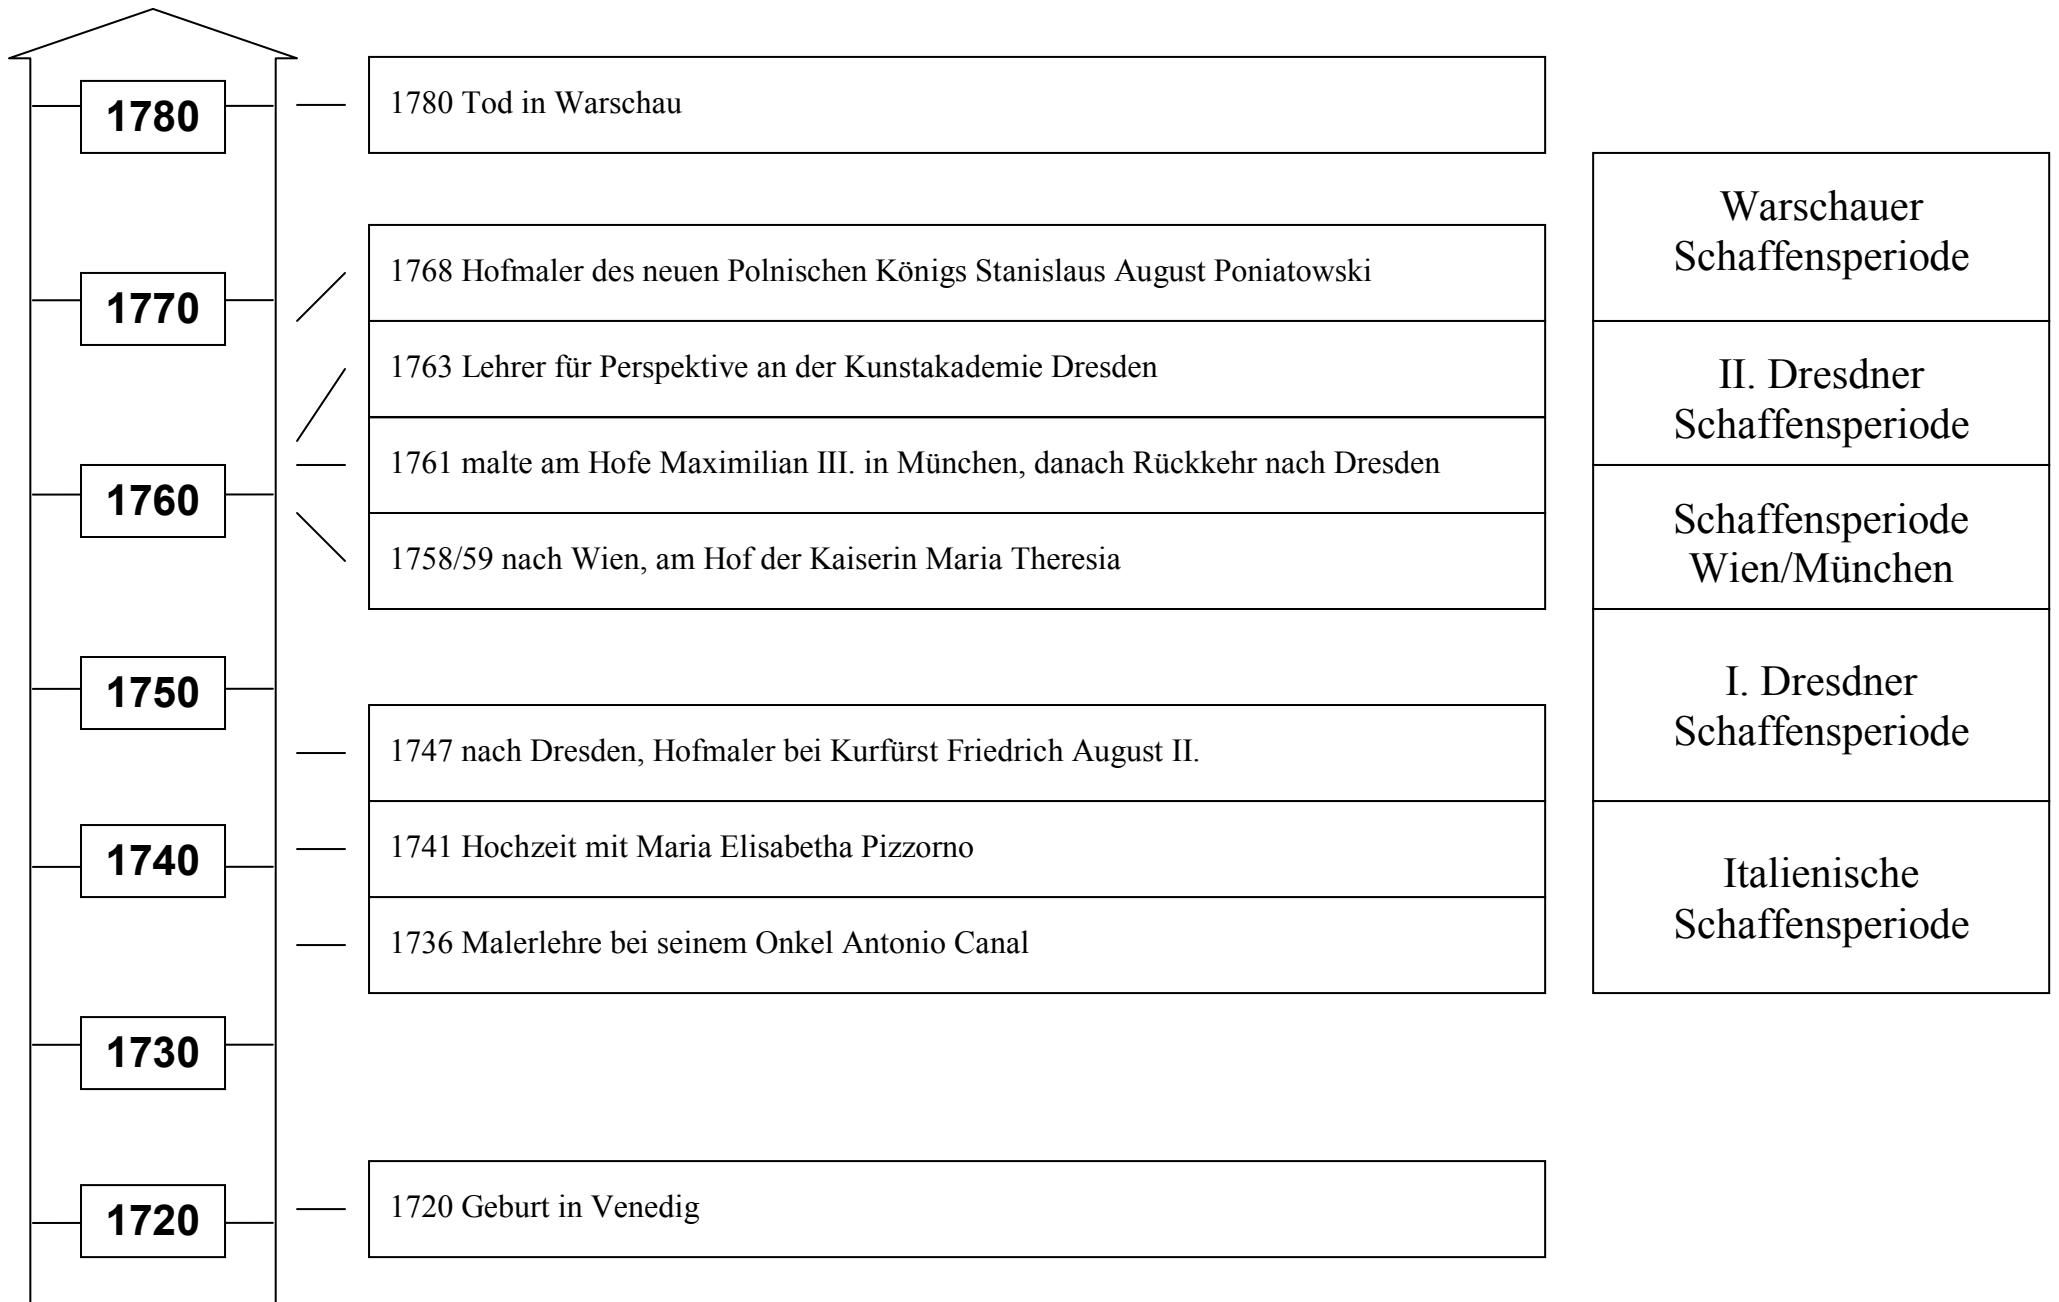 1780
1780 Tod in Warschau
Warschauer
Schaffensperiode
1770
1768 Hofmaler des neuen Polnischen Königs Stanislaus August Poniatowski
1763 Lehrer für Perspektive an der Kunstakademie Dresden
II. Dresdner
Schaffensperiode
1760
1761 malte am Hofe Maximilian III. in München, danach Rückkehr nach Dresden
1758/59 nach Wien, am Hof der Kaiserin Maria Theresia
Schaffensperiode
Wien/München
1750
I. Dresdner
Schaffensperiode
1747 nach Dresden, Hofmaler bei Kurfürst Friedrich August II.
1740
1741 Hochzeit mit Maria Elisabetha Pizzorno
1736 Malerlehre bei seinem Onkel Antonio Canal
Italienische
Schaffensperiode
1730
1720
1720 Geburt in Venedig